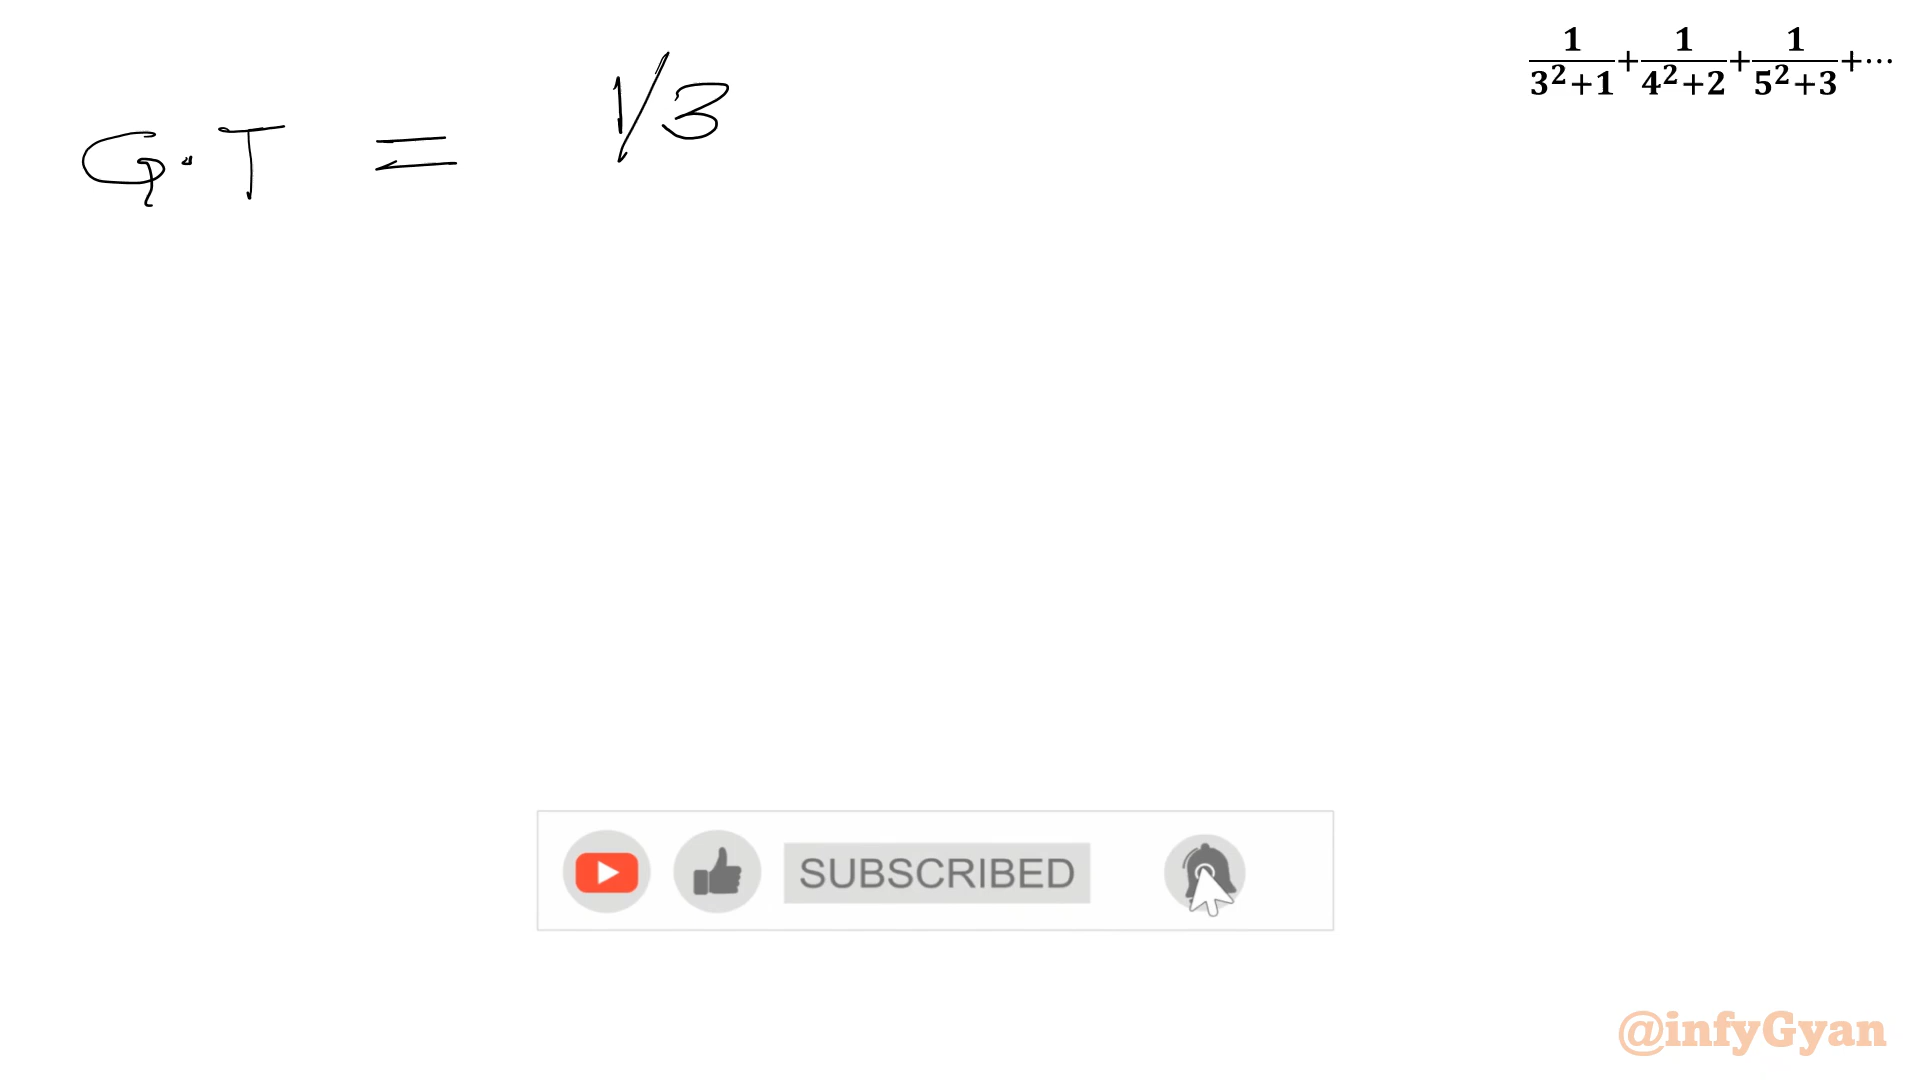 1/(3²+1)+1/(4²+2)+1/(5²+3)+⋯
G.T = 1/3
SUBSCRIBED
@infyGyan